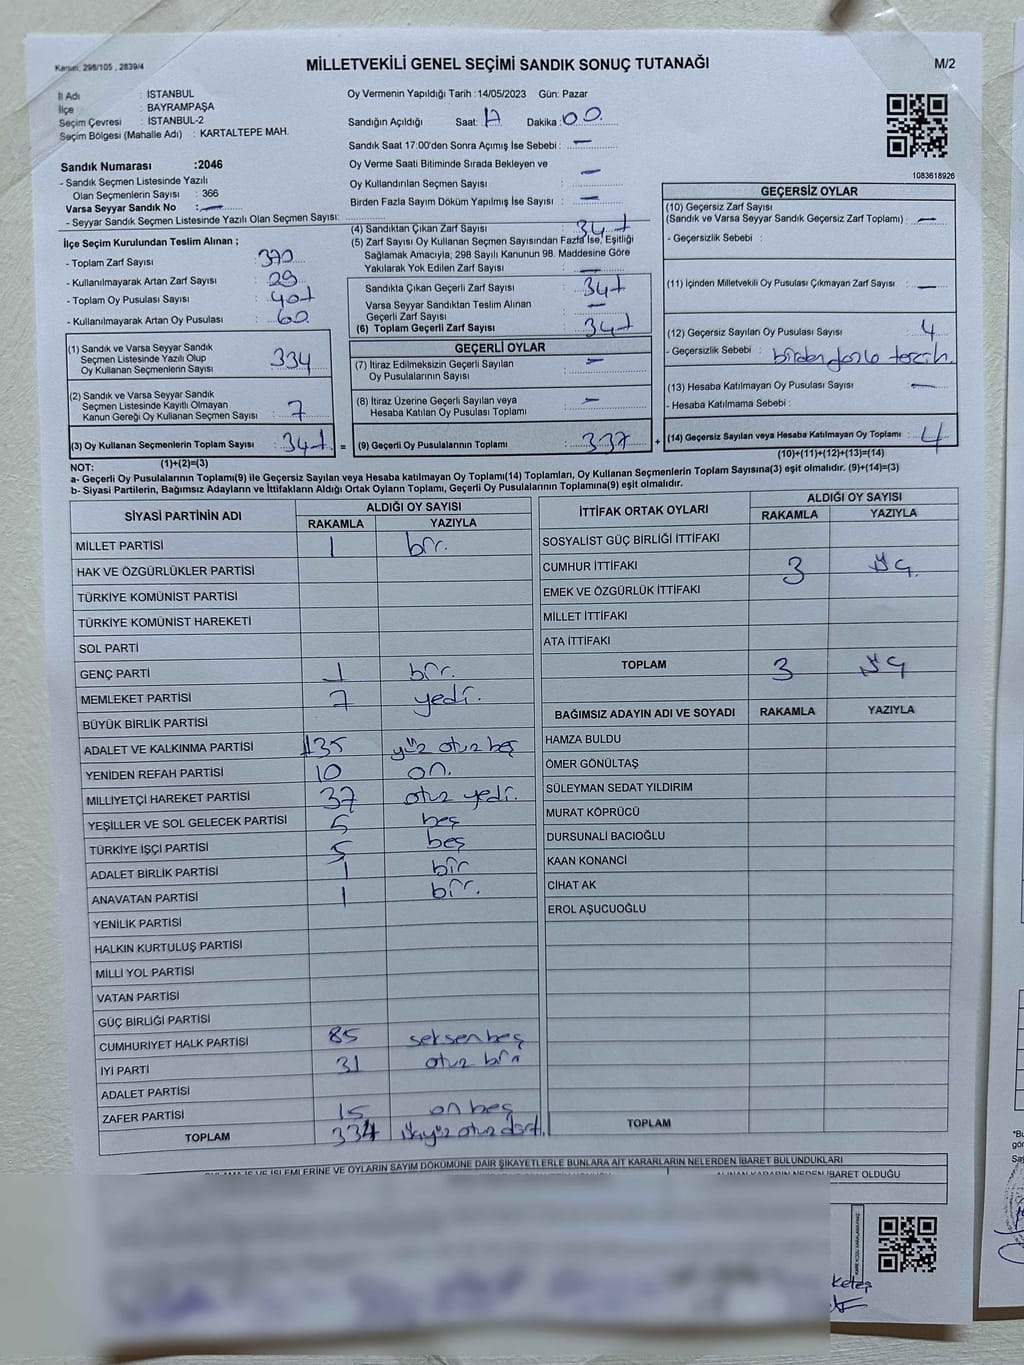 Kanun, 298/105 , 2839/4
MİLLETVEKİLİ GENEL SEÇİMİ SANDIK SONUÇ TUTANAĞI
M/2
İl Adı : İSTANBUL
İlçe : BAYRAMPAŞA
Seçim Çevresi : İSTANBUL-2
Seçim Bölgesi (Mahalle Adı) : KARTALTEPE MAH.
Oy Vermenin Yapıldığı Tarih :14/05/2023 Gün: Pazar
Sandığın Açıldığı Saat: 17 Dakika: 00
Sandık Saat 17:00'den Sonra Açımış İse Sebebi : —
Oy Verme Saati Bitiminde Sırada Bekleyen ve
Oy Kullandırılan Seçmen Sayısı : —
Birden Fazla Sayım Döküm Yapılmış İse Sayısı : —
1083618926
Sandık Numarası :2046
- Sandık Seçmen Listesinde Yazılı
Olan Seçmenlerin Sayısı : 366
Varsa Seyyar Sandık No : —
- Seyyar Sandık Seçmen Listesinde Yazılı Olan Seçmen Sayısı:
İlçe Seçim Kurulundan Teslim Alınan ;
- Toplam Zarf Sayısı : 370
- Kullanılmayarak Artan Zarf Sayısı : 29
- Toplam Oy Pusulası Sayısı : 401
- Kullanılmayarak Artan Oy Pusulası : 60
(1) Sandık ve Varsa Seyyar Sandık
Seçmen Listesinde Yazılı Olup
Oy Kullanan Seçmenlerin Sayısı : 334
(2) Sandık ve Varsa Seyyar Sandık
Seçmen Listesinde Kayıtlı Olmayan
Kanun Gereği Oy Kullanan Seçmen Sayısı : 7
(3) Oy Kullanan Seçmenlerin Toplam Sayısı : 341 =
(1)+(2)=(3)
(4) Sandıktan Çıkan Zarf Sayısı : 341
(5) Zarf Sayısı Oy Kullanan Seçmen Sayısından Fazla İse, Eşitliği
Sağlamak Amacıyla, 298 Sayılı Kanunun 98. Maddesine Göre
Yakılarak Yok Edilen Zarf Sayısı : —
Sandıkta Çıkan Geçerli Zarf Sayısı : 341
Varsa Seyyar Sandıktan Teslim Alınan
Geçerli Zarf Sayısı : —
(6) Toplam Geçerli Zarf Sayısı : 341
GEÇERLİ OYLAR
(7) İtiraz Edilmeksizin Geçerli Sayılan
Oy Pusulalarının Sayısı : —
(8) İtiraz Üzerine Geçerli Sayılan veya
Hesaba Katılan Oy Pusulası Toplamı : —
(9) Geçerli Oy Pusulalarının Toplamı : 337 +
GEÇERSİZ OYLAR
(10) Geçersiz Zarf Sayısı
(Sandık ve Varsa Seyyar Sandık Geçersiz Zarf Toplamı) : —
- Geçersizlik Sebebi :
(11) İçinden Milletvekili Oy Pusulası Çıkmayan Zarf Sayısı : —
(12) Geçersiz Sayılan Oy Pusulası Sayısı : 4
- Geçersizlik Sebebi : birden fazla tercih.
(13) Hesaba Katılmayan Oy Pusulası Sayısı : —
- Hesaba Katılmama Sebebi :
(14) Geçersiz Sayılan veya Hesaba Katılmayan Oy Toplamı : 4
(10)+(11)+(12)+(13)=(14)
NOT:
a- Geçerli Oy Pusulalarının Toplamı(9) ile Geçersiz Sayılan veya Hesaba katılmayan Oy Toplamı(14) Toplamları, Oy Kullanan Seçmenlerin Toplam Sayısına(3) eşit olmalıdır. (9)+(14)=(3)
b- Siyasi Partilerin, Bağımsız Adayların ve İttifakların Aldığı Ortak Oyların Toplamı, Geçerli Oy Pusulalarının Toplamına(9) eşit olmalıdır.
SİYASİ PARTİNİN ADI ALDIĞI OY SAYISI
RAKAMLA YAZIYLA
MİLLET PARTİSİ 1 bir.
HAK VE ÖZGÜRLÜKLER PARTİSİ
TÜRKİYE KOMÜNİST PARTİSİ
TÜRKİYE KOMÜNİST HAREKETİ
SOL PARTİ
GENÇ PARTİ 1 bir.
MEMLEKET PARTİSİ 7 yedi.
BÜYÜK BİRLİK PARTİSİ
ADALET VE KALKINMA PARTİSİ 135 yüz otuz beş
YENİDEN REFAH PARTİSİ 10 on.
MİLLİYETÇİ HAREKET PARTİSİ 37 otuz yedi.
YEŞİLLER VE SOL GELECEK PARTİSİ 5 beş
TÜRKİYE İŞÇİ PARTİSİ 5 beş
ADALET BİRLİK PARTİSİ 1 bir
ANAVATAN PARTİSİ 1 bir.
YENİLİK PARTİSİ
HALKIN KURTULUŞ PARTİSİ
MİLLİ YOL PARTİSİ
VATAN PARTİSİ
GÜÇ BİRLİĞİ PARTİSİ
CUMHURİYET HALK PARTİSİ 85 seksen beş
İYİ PARTİ 31 otuz bir
ADALET PARTİSİ
ZAFER PARTİSİ 15 on beş
TOPLAM 334 üçyüz otuz dört.
İTTİFAK ORTAK OYLARI ALDIĞI OY SAYISI
RAKAMLA YAZIYLA
SOSYALİST GÜÇ BİRLİĞİ İTTİFAKI
CUMHUR İTTİFAKI 3 üç.
EMEK VE ÖZGÜRLÜK İTTİFAKI
MİLLET İTTİFAKI
ATA İTTİFAKI
TOPLAM 3 üç
BAĞIMSIZ ADAYIN ADI VE SOYADI RAKAMLA YAZIYLA
HAMZA BULDU
ÖMER GÖNÜLTAŞ
SÜLEYMAN SEDAT YILDIRIM
MURAT KÖPRÜCÜ
DURSUNALİ BACIOĞLU
KAAN KONANCİ
CİHAT AK
EROL AŞUCUOĞLU
TOPLAM
İŞLEMLERİNE VE OYLARIN SAYIM DÖKÜMÜNE DAİR ŞİKAYETLERLE BUNLARA AİT KARARLARIN NELERDEN İBARET BULUNDUKLARI
ALINAN KARARIN NEDEN İBARET OLDUĞU